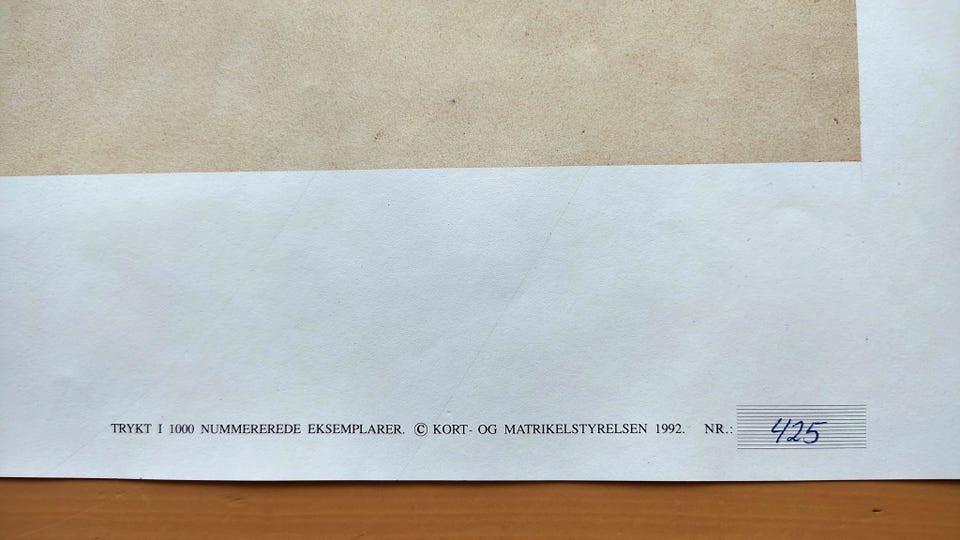 TRYKT I 1000 NUMMEREREDE EKSEMPLARER. © KORT- OG MATRIKELSTYRELSEN 1992. NR.: 425